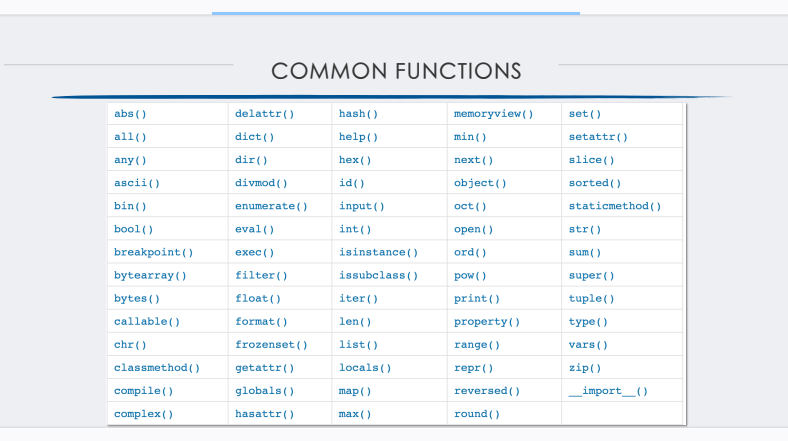 COMMON FUNCTIONS
abs() delattr() hash() memoryview() set()
all() dict() help() min() setattr()
any() dir() hex() next() slice()
ascii() divmod() id() object() sorted()
bin() enumerate() input() oct() staticmethod()
bool() eval() int() open() str()
breakpoint() exec() isinstance() ord() sum()
bytearray() filter() issubclass() pow() super()
bytes() float() iter() print() tuple()
callable() format() len() property() type()
chr() frozenset() list() range() vars()
classmethod() getattr() locals() repr() zip()
compile() globals() map() reversed() __import__()
complex() hasattr() max() round()